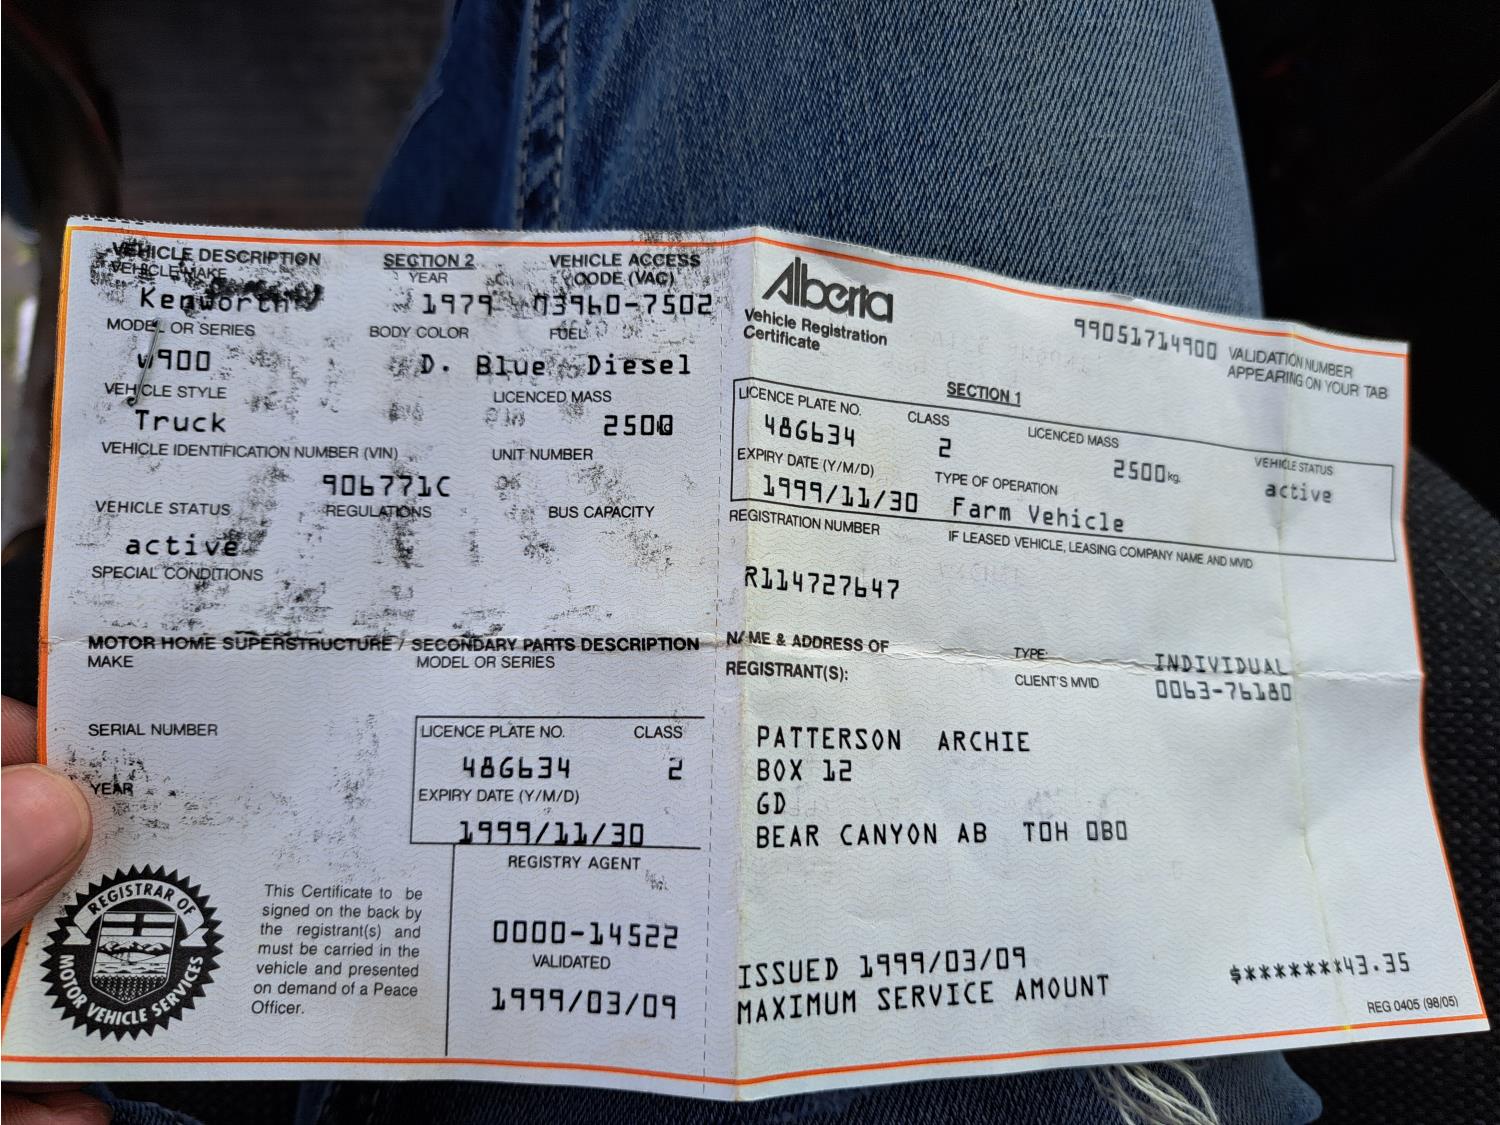 VEHICLE DESCRIPTION SECTION 2 VEHICLE ACCESS
VEHICLE MAKE YEAR CODE (VAC)
Kenworth 1979 73960-7502
MODEL OR SERIES BODY COLOR FUEL
W900 D. Blue Diesel
VEHICLE STYLE LICENCED MASS
Truck 2500 kg
VEHICLE IDENTIFICATION NUMBER (VIN) UNIT NUMBER
906771C
VEHICLE STATUS REGULATIONS BUS CAPACITY
active
SPECIAL CONDITIONS
MOTOR HOME SUPERSTRUCTURE / SECONDARY PARTS DESCRIPTION
MAKE MODEL OR SERIES
SERIAL NUMBER
YEAR
LICENCE PLATE NO. CLASS
486634 2
EXPIRY DATE (Y/M/D)
1999/11/30
REGISTRY AGENT
0000-14522
VALIDATED
1999/03/09
REGISTRAR OF
MOTOR VEHICLE SERVICES
This Certificate to be
signed on the back by
the registrant(s) and
must be carried in the
vehicle and presented
on demand of a Peace
Officer.
Alberta
Vehicle Registration
Certificate
99051714900 VALIDATION NUMBER
APPEARING ON YOUR TAB
SECTION 1
LICENCE PLATE NO. CLASS LICENCED MASS VEHICLE STATUS
486634 2 2500 kg. active
EXPIRY DATE (Y/M/D) TYPE OF OPERATION
1999/11/30 Farm Vehicle
REGISTRATION NUMBER IF LEASED VEHICLE, LEASING COMPANY NAME AND MVID
R114727647
NAME & ADDRESS OF TYPE: INDIVIDUAL
REGISTRANT(S): CLIENT'S MVID 0063-76180
PATTERSON ARCHIE
BOX 12
GD
BEAR CANYON AB TOH OBO
ISSUED 1999/03/09
MAXIMUM SERVICE AMOUNT $*******43.35
REG 0405 (98/05)